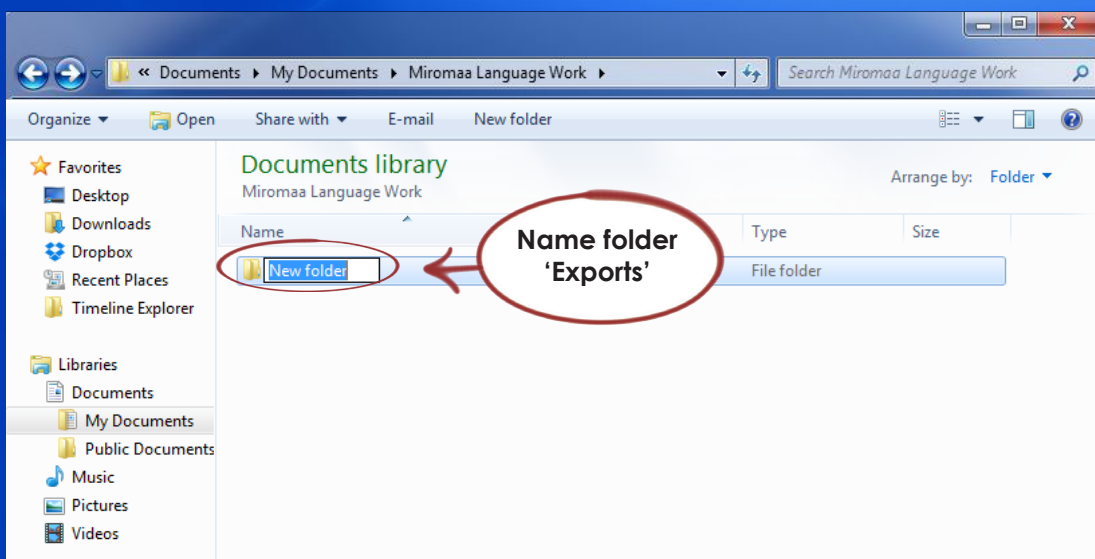 « Documents ▸ My Documents ▸ Miromaa Language Work ▸
Search Miromaa Language Work
Organize ▾ Open Share with ▾ E-mail New folder
Favorites
Desktop
Downloads
Dropbox
Recent Places
Timeline Explorer
Libraries
Documents
My Documents
Public Documents
Music
Pictures
Videos
Documents library
Miromaa Language Work
Arrange by: Folder ▾
Name Type Size
New folder File folder
Name folder
‘Exports’